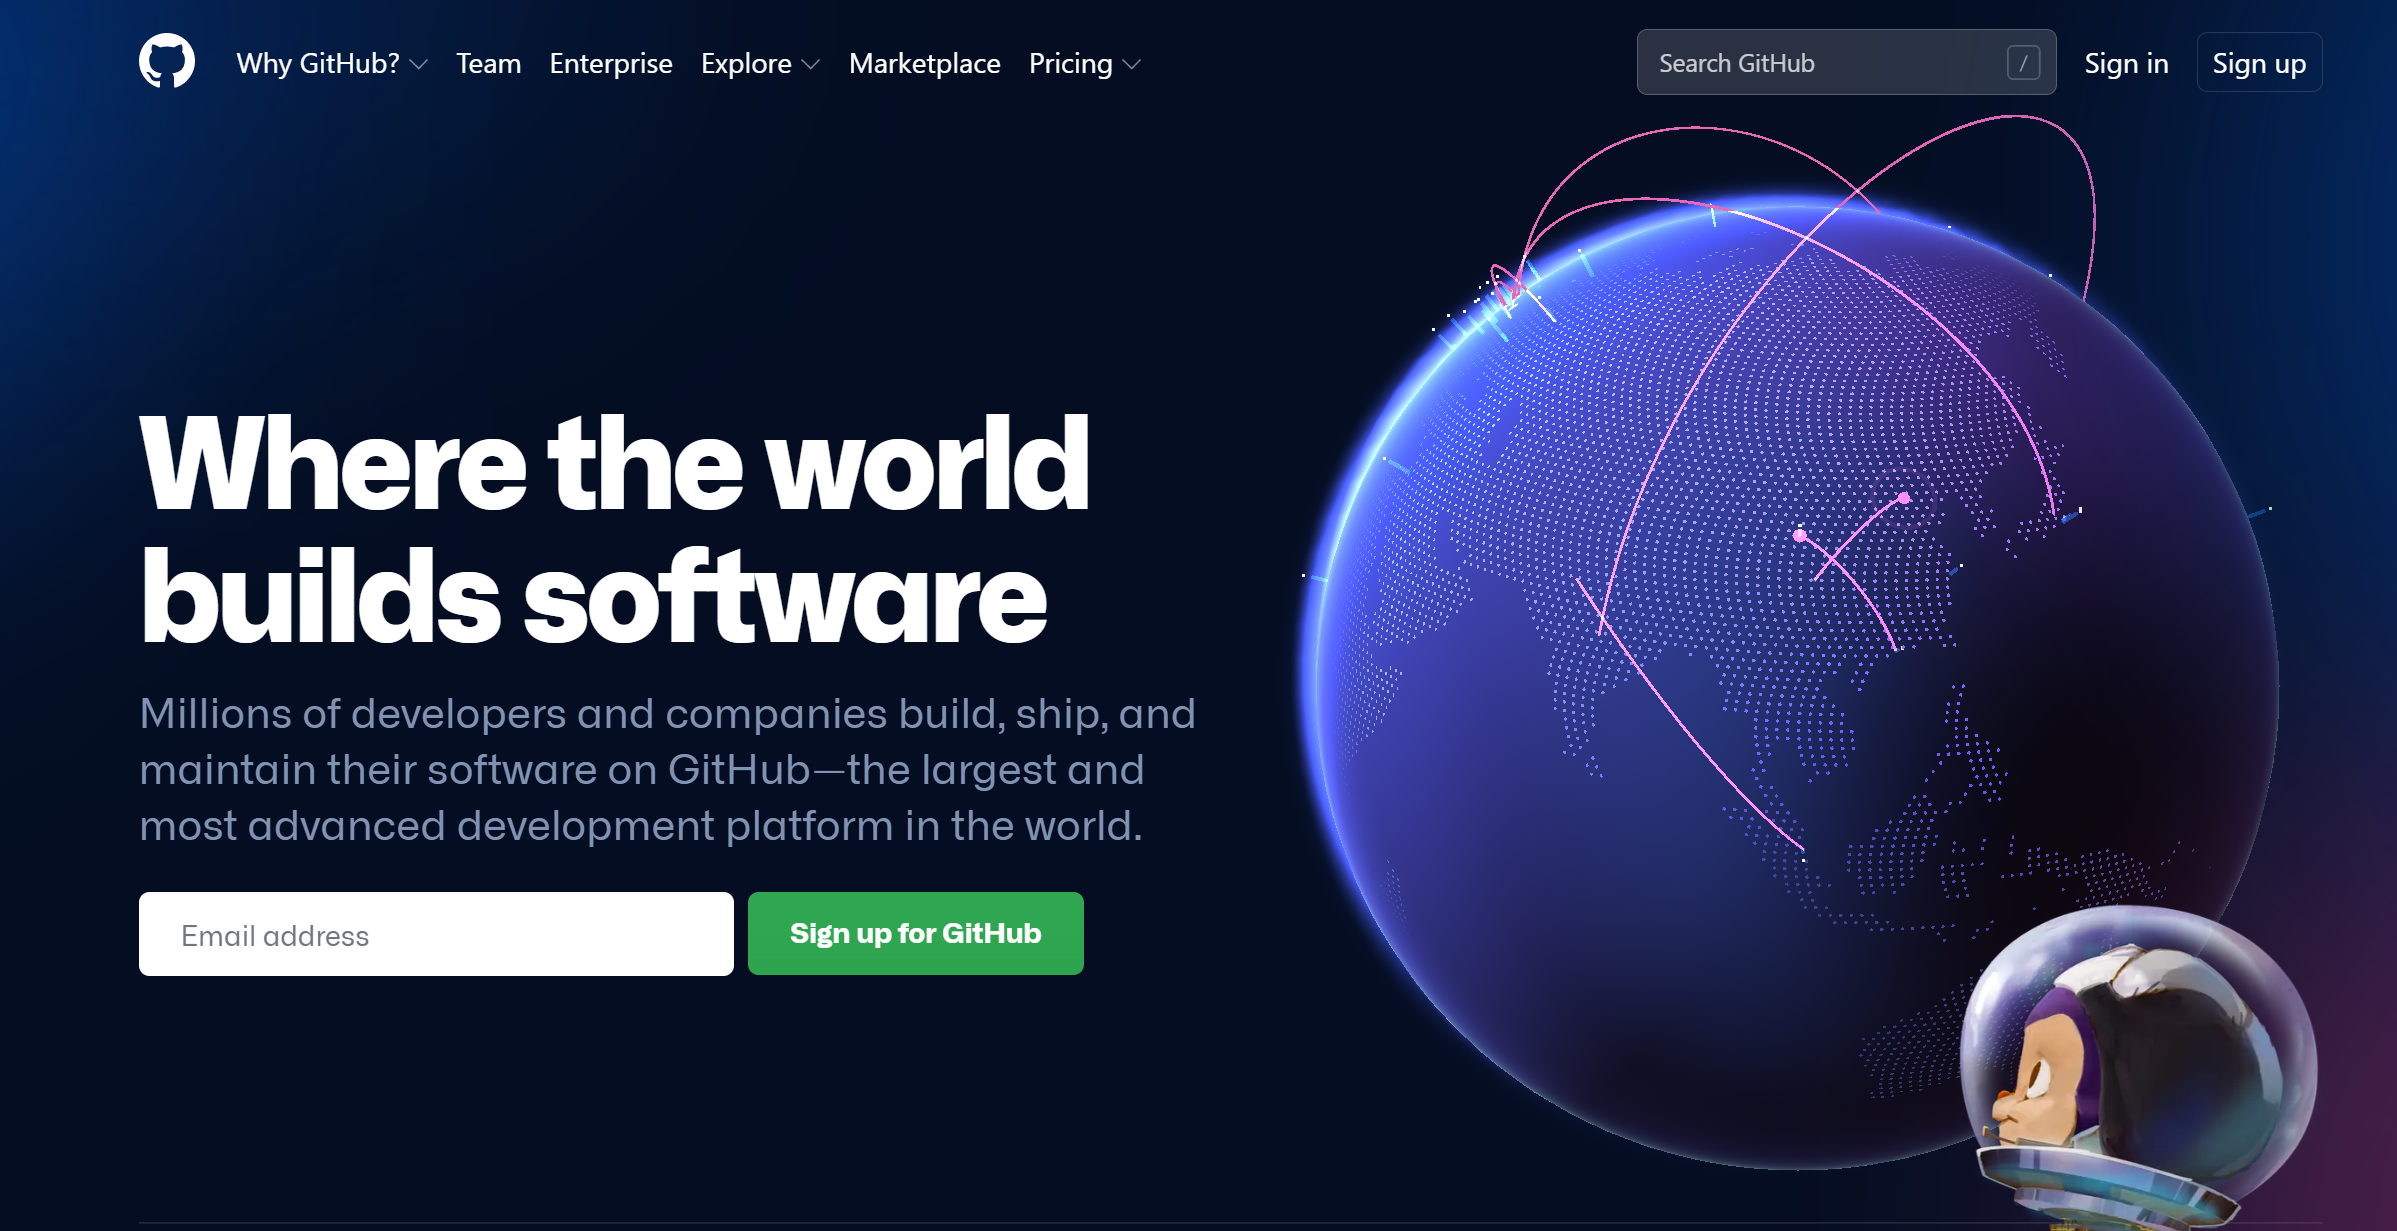 Why GitHub? Team Enterprise Explore Marketplace Pricing Search GitHub / Sign in Sign up
Where the world
builds software
Millions of developers and companies build, ship, and
maintain their software on GitHub—the largest and
most advanced development platform in the world.
Email address Sign up for GitHub